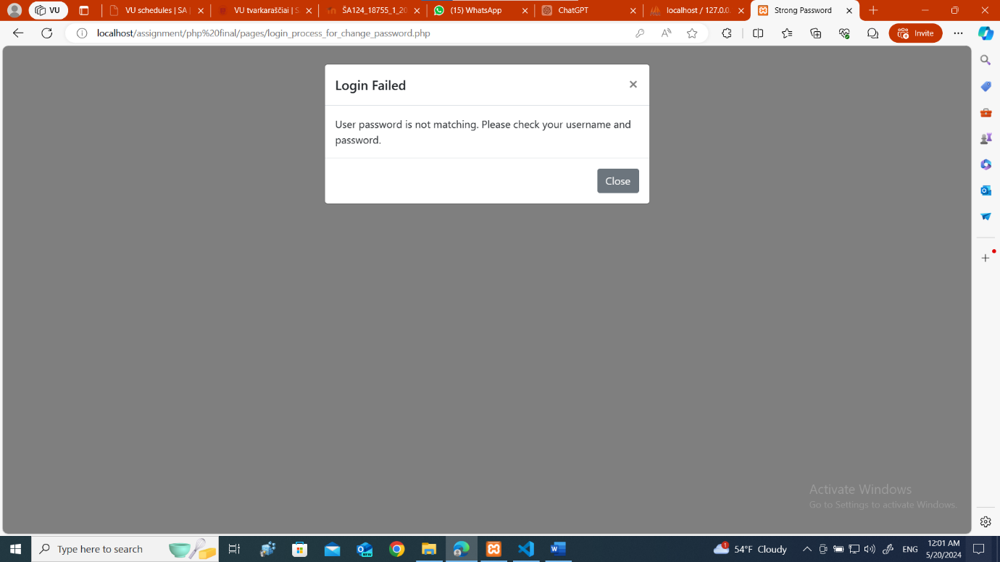 VU
VU schedules | SA |
VU tvarkaraščiai | S
ŠA124_18755_1_20
(15) WhatsApp
ChatGPT
localhost / 127.0.0.
Strong Password
localhost/assignment/php%20final/pages/login_process_for_change_password.php
Invite
Login Failed
×
User password is not matching. Please check your username and
password.
Close
Activate Windows
Go to Settings to activate Windows.
Type here to search
NEW
1
54°F Cloudy
ENG
12:01 AM
5/20/2024